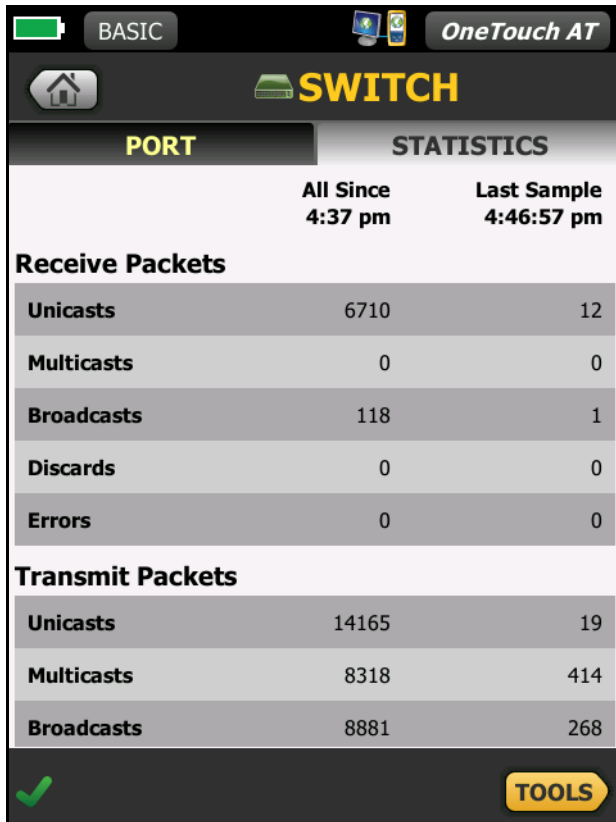 BASIC OneTouch AT
SWITCH
PORT STATISTICS
All Since Last Sample
4:37 pm 4:46:57 pm
Receive Packets
Unicasts 6710 12
Multicasts 0 0
Broadcasts 118 1
Discards 0 0
Errors 0 0
Transmit Packets
Unicasts 14165 19
Multicasts 8318 414
Broadcasts 8881 268
TOOLS